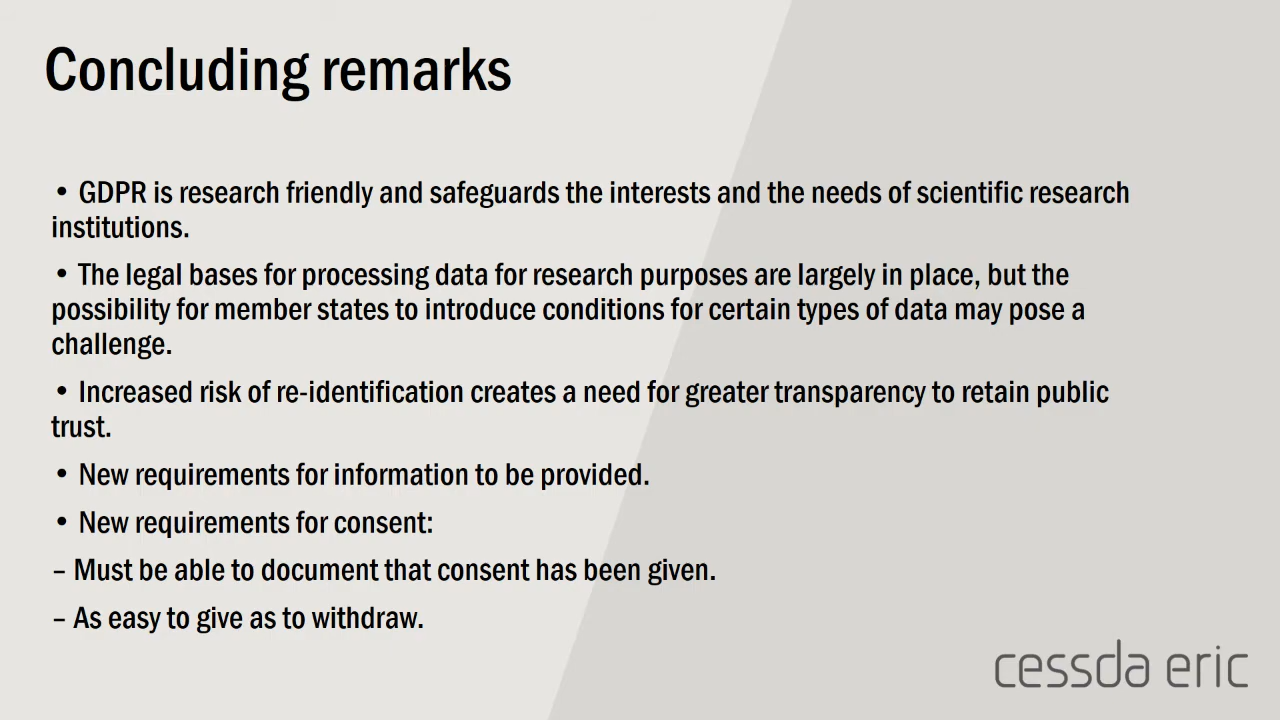 Concluding remarks
• GDPR is research friendly and safeguards the interests and the needs of scientific research
institutions.
• The legal bases for processing data for research purposes are largely in place, but the
possibility for member states to introduce conditions for certain types of data may pose a
challenge.
• Increased risk of re-identification creates a need for greater transparency to retain public
trust.
• New requirements for information to be provided.
• New requirements for consent:
– Must be able to document that consent has been given.
– As easy to give as to withdraw.
cessda eric